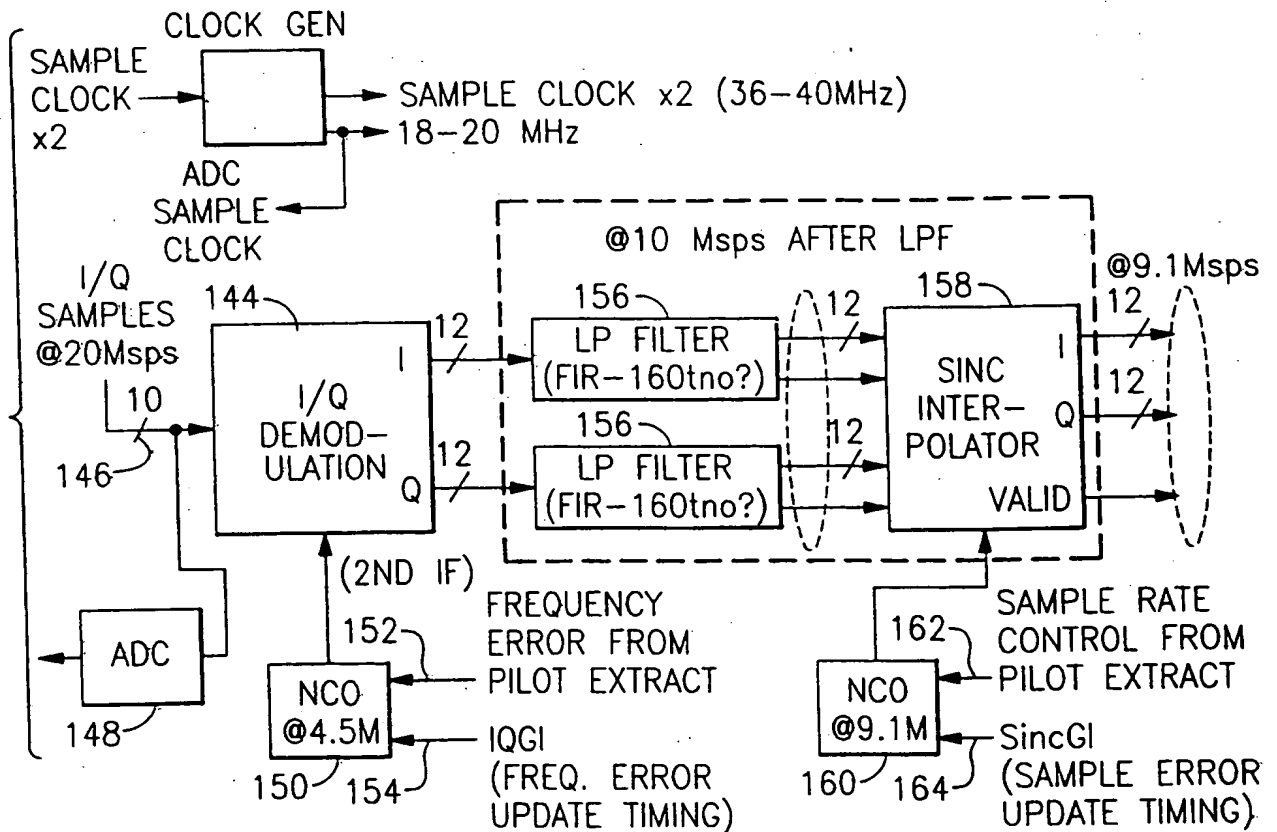 CLOCK GEN
SAMPLE
CLOCK
x2
SAMPLE CLOCK x2 (36-40MHz)
18-20 MHz
ADC
SAMPLE
CLOCK
I/Q
SAMPLES
@20Msps
10
146
144
I/Q
DEMOD-
ULATION
I
Q
12
12
@10 Msps AFTER LPF
156
LP FILTER
(FIR-160tno?)
156
LP FILTER
(FIR-160tno?)
12
12
158
SINC
INTER-
POLATOR
I
Q
VALID
@9.1Msps
12
12
(2ND IF)
ADC
148
NCO
@4.5M
150
152
FREQUENCY
ERROR FROM
PILOT EXTRACT
154
IQGI
(FREQ. ERROR
UPDATE TIMING)
NCO
@9.1M
160
162
SAMPLE RATE
CONTROL FROM
PILOT EXTRACT
164
SincGI
(SAMPLE ERROR
UPDATE TIMING)